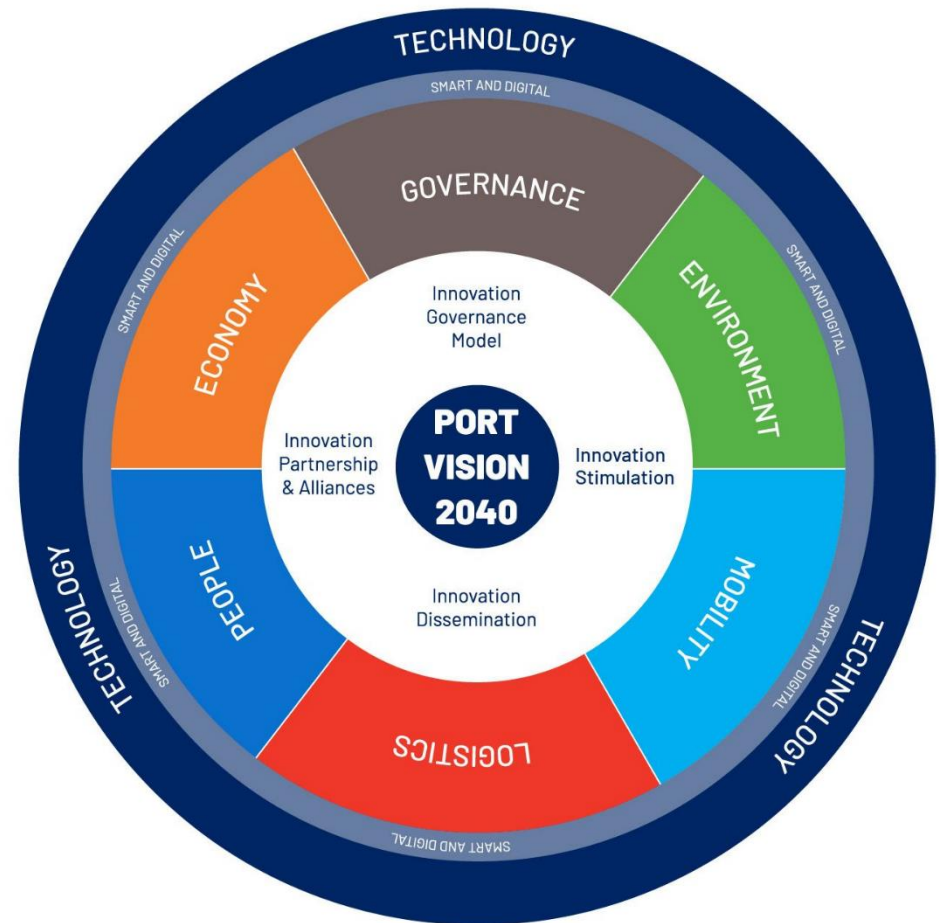 TECHNOLOGY
SMART AND DIGITAL
GOVERNANCE
ECONOMY
SMART AND DIGITAL
ENVIRONMENT
SMART AND DIGITAL
Innovation
Governance
Model
Innovation
Partnership
& Alliances
PORT
VISION
2040
Innovation
Stimulation
Innovation
Dissemination
PEOPLE
SMART AND DIGITAL
TECHNOLOGY
MOBILITY
SMART AND DIGITAL
TECHNOLOGY
LOGISTICS
SMART AND DIGITAL